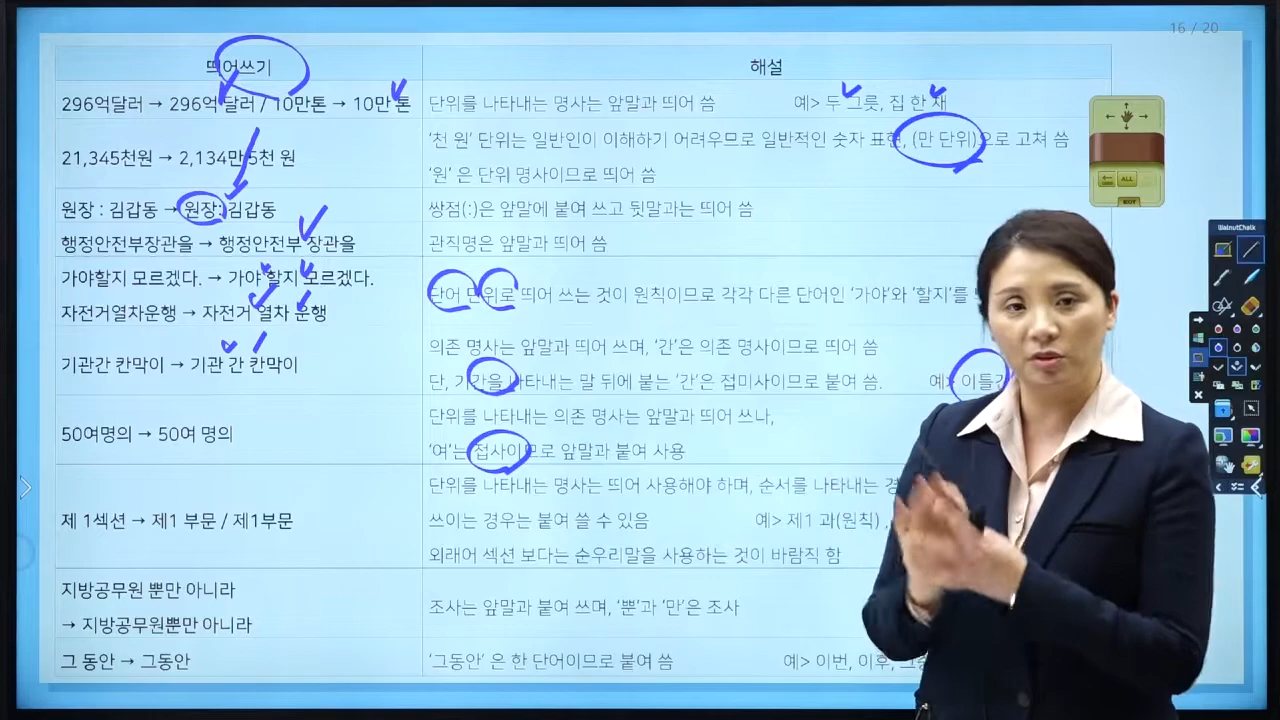 16 / 20
띄어쓰기
해설
296억달러 → 296억 달러 / 10만톤 → 10만 톤
단위를 나타내는 명사는 앞말과 띄어 씀 예> 두 그릇, 집 한 채
21,345천원 → 2,134만 5천 원
‘천 원’ 단위는 일반인이 이해하기 어려우므로 일반적인 숫자 표현, (만 단위)으로 고쳐 씀
‘원’ 은 단위 명사이므로 띄어 씀
원장 : 김갑동 → 원장: 김갑동
쌍점(:)은 앞말에 붙여 쓰고 뒷말과는 띄어 씀
행정안전부장관을 → 행정안전부 장관을
관직명은 앞말과 띄어 씀
가야할지 모르겠다. → 가야 할지 모르겠다.
자전거열차운행 → 자전거 열차 운행
단어 단위로 띄어 쓰는 것이 원칙이므로 각각 다른 단어인 ‘가야’와 ‘할지’를
기관간 칸막이 → 기관 간 칸막이
의존 명사는 앞말과 띄어 쓰며, ‘간’은 의존 명사이므로 띄어 씀
단, 기간을 나타내는 말 뒤에 붙는 ‘간’은 접미사이므로 붙여 씀. 예> 이틀간
50여명의 → 50여 명의
단위를 나타내는 의존 명사는 앞말과 띄어 쓰나,
‘여’는 접사이므로 앞말과 붙여 사용
제 1섹션 → 제1 부문 / 제1부문
단위를 나타내는 명사는 띄어 사용해야 하며, 순서를 나타내는
쓰이는 경우는 붙여 쓸 수 있음 예> 제1 과(원칙) ,
외래어 섹션 보다는 순우리말을 사용하는 것이 바람직 함
지방공무원 뿐만 아니라
→ 지방공무원뿐만 아니라
조사는 앞말과 붙여 쓰며, ‘뿐’과 ‘만’은 조사
그 동안 → 그동안
‘그동안’ 은 한 단어이므로 붙여 씀 예> 이번, 이후,
WalnutChalk
ALL